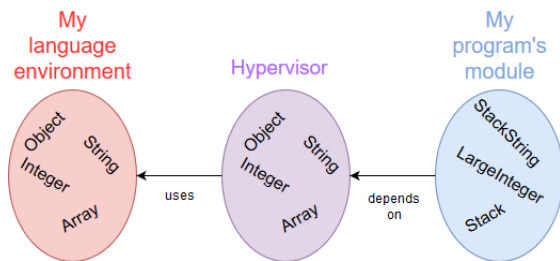 My
language
environment
Hypervisor
My
program's
module
Object
String
Integer
Array
uses
Object
String
Integer
Array
depends
on
StackString
LargeInteger
Stack